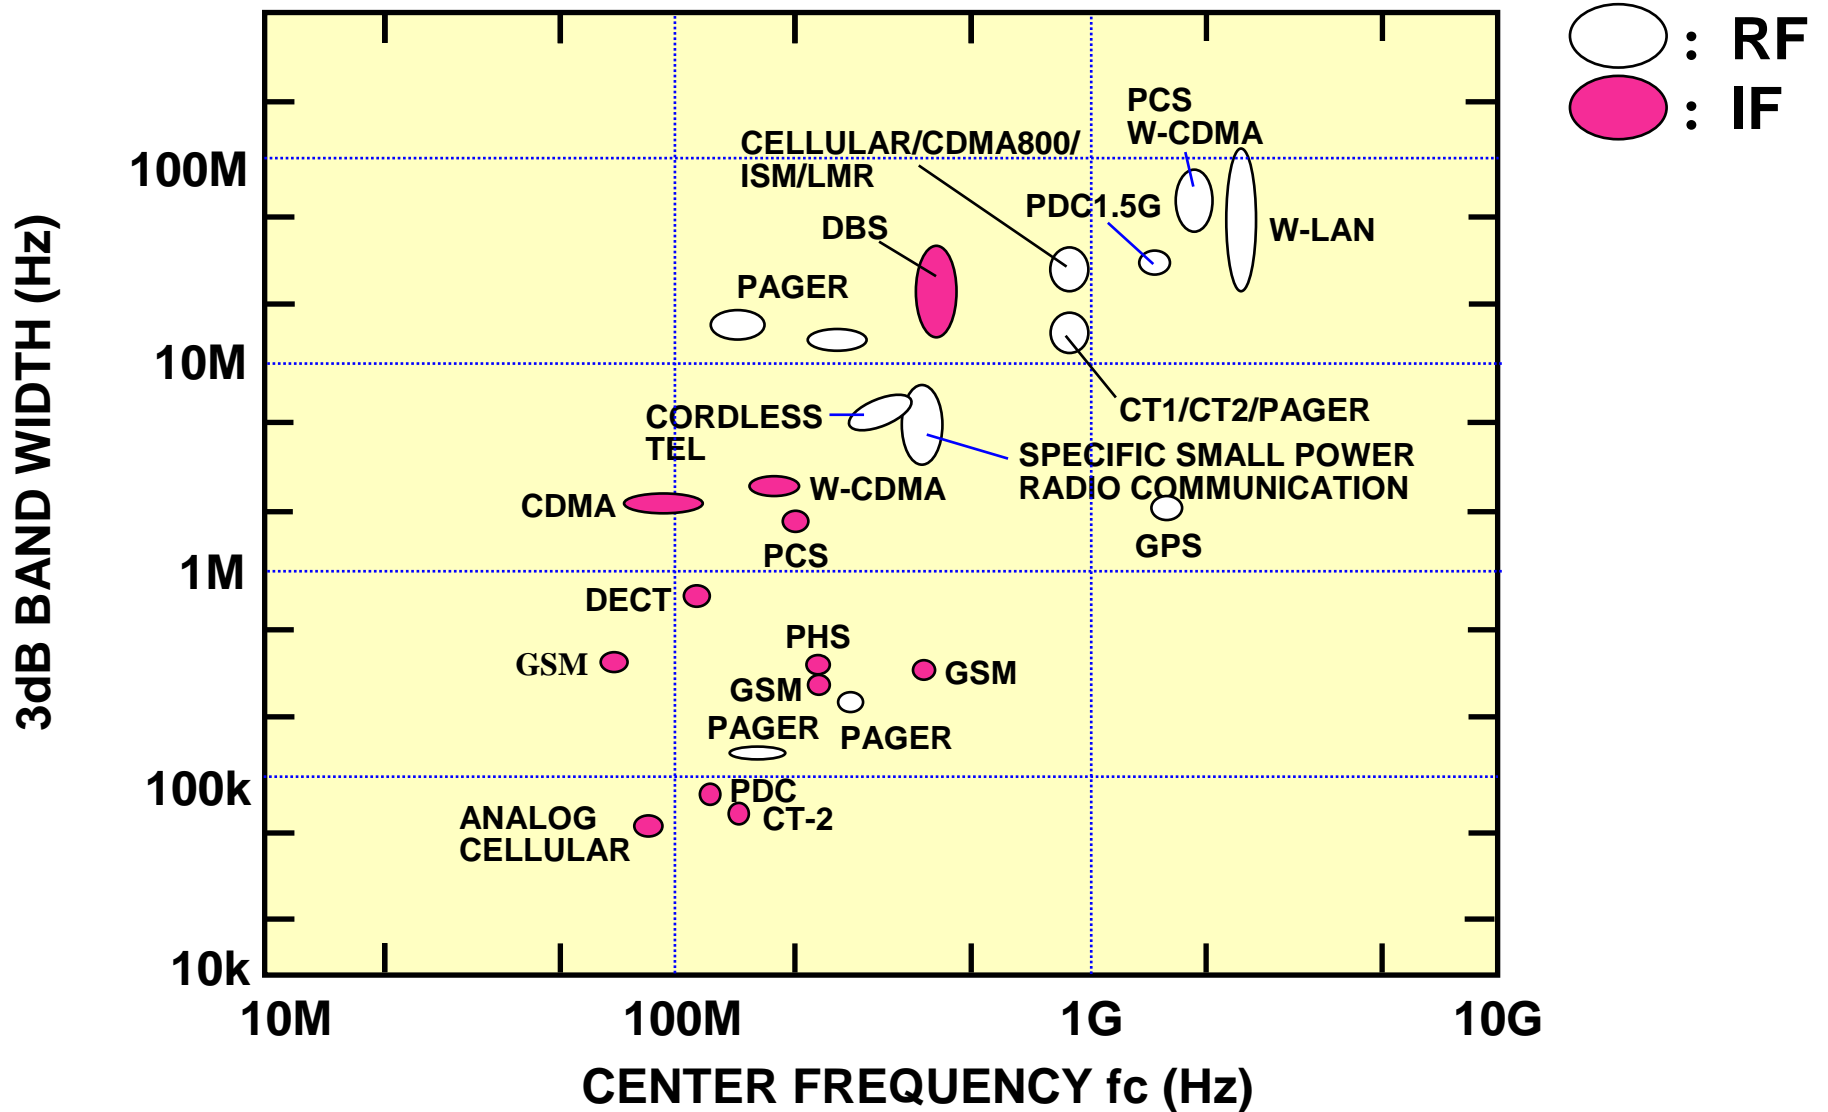 : RF
: IF
PCS
W-CDMA
CELLULAR/CDMA800/
ISM/LMR
100M
PDC1.5G
DBS
W-LAN
PAGER
10M
CORDLESS
TEL
CT1/CT2/PAGER
SPECIFIC SMALL POWER
RADIO COMMUNICATION
W-CDMA
CDMA
PCS
GPS
1M
DECT
PHS
GSM
GSM
GSM
PAGER
PAGER
100k
PDC
CT-2
ANALOG
CELLULAR
10k
10M
100M
1G
10G
3dB BAND WIDTH (Hz)
CENTER FREQUENCY fc (Hz)